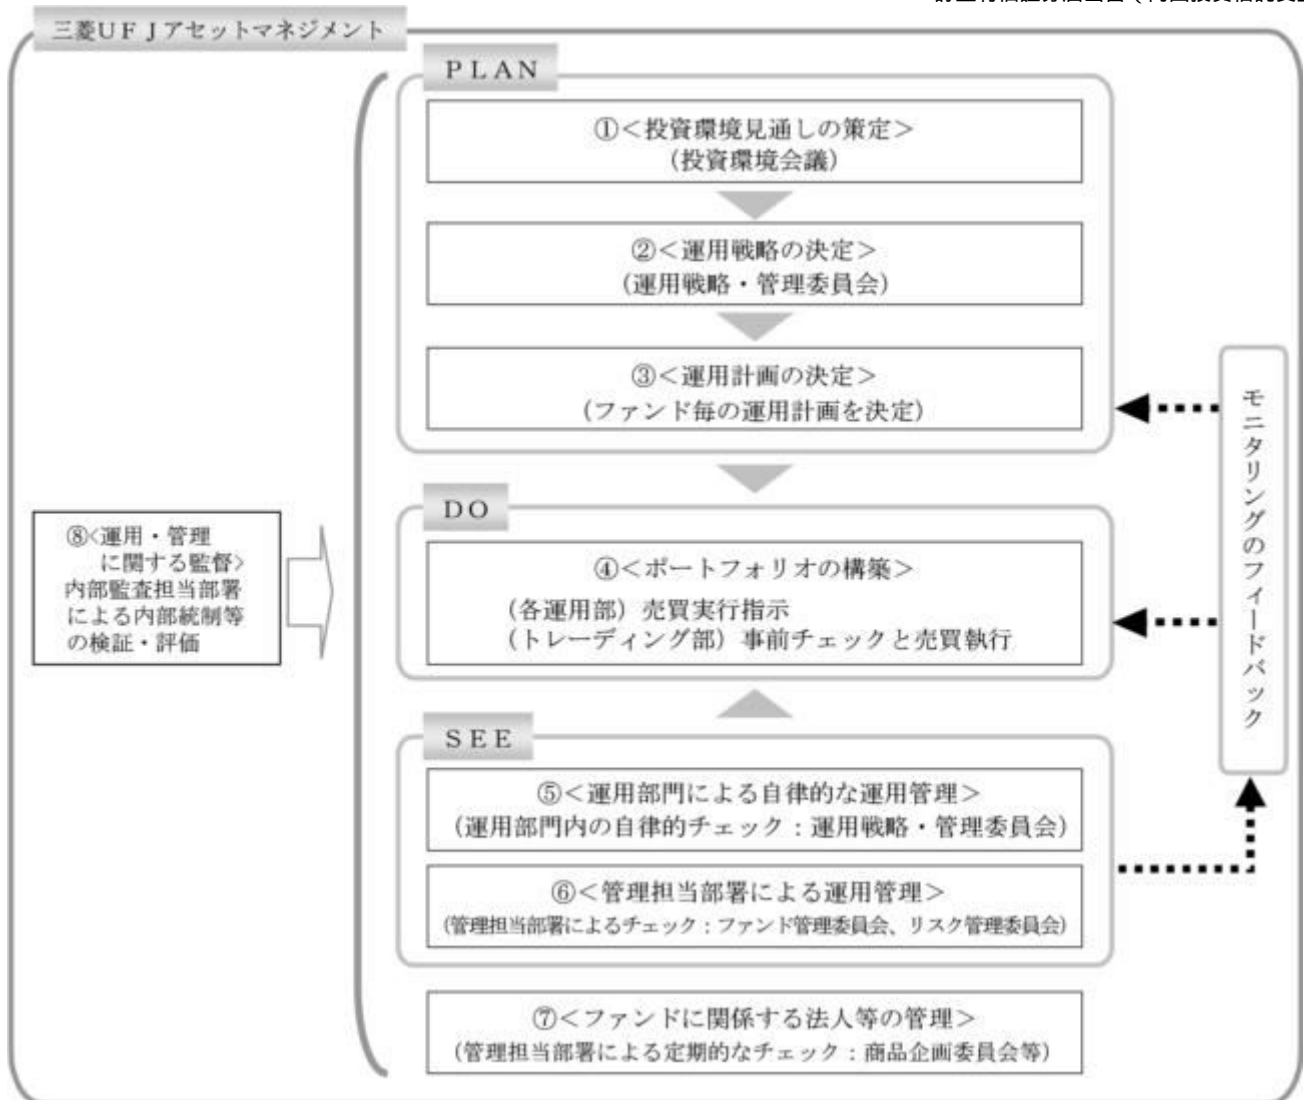 三菱ＵＦＪアセットマネジメント
ＰＬＡＮ
①＜投資環境見通しの策定＞
（投資環境会議）
②＜運用戦略の決定＞
（運用戦略・管理委員会）
③＜運用計画の決定＞
（ファンド毎の運用計画を決定）
ＤＯ
④＜ポートフォリオの構築＞
（各運用部）売買実行指示
（トレーディング部）事前チェックと売買執行
ＳＥＥ
⑤＜運用部門による自律的な運用管理＞
（運用部門内の自律的チェック：運用戦略・管理委員会）
⑥＜管理担当部署による運用管理＞
（管理担当部署によるチェック：ファンド管理委員会、リスク管理委員会）
⑦＜ファンドに関係する法人等の管理＞
（管理担当部署による定期的なチェック：商品企画委員会等）
⑧<運用・管理
に関する監督>
内部監査担当部署
による内部統制等
の検証・評価
モニタリングのフィードバック